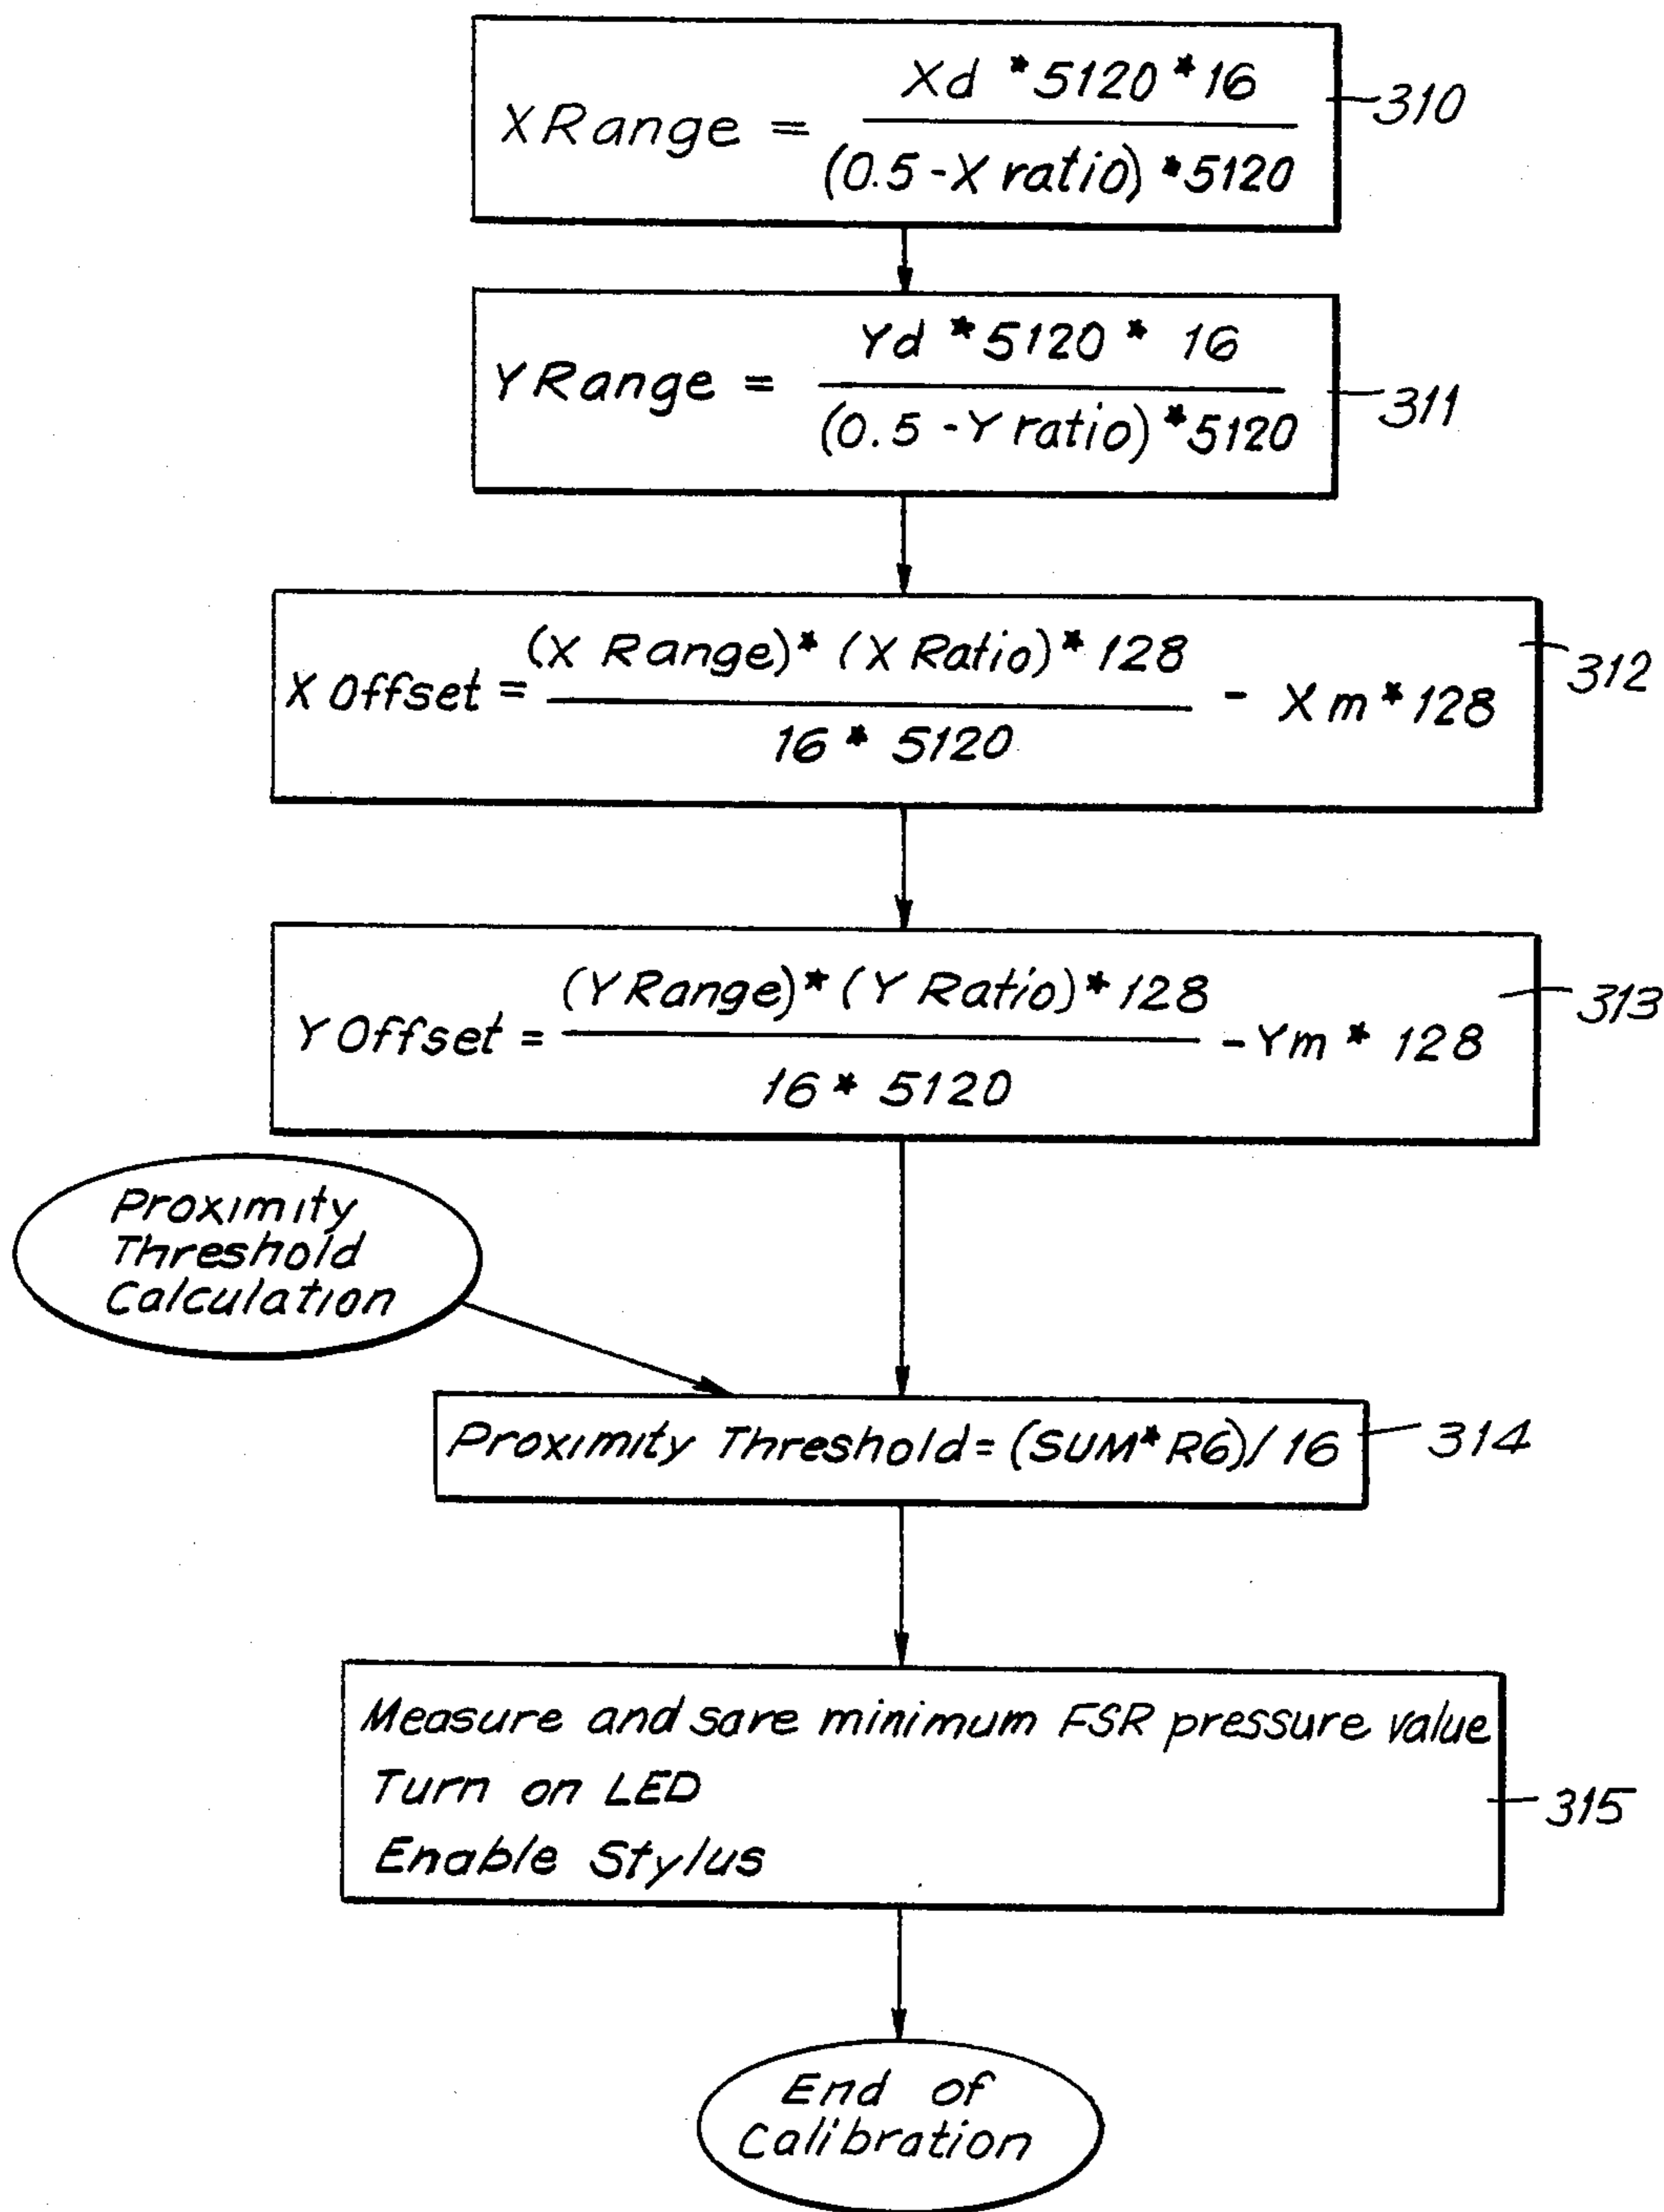 Xd * 5120 * 16
X Range =
(0.5 - X ratio) * 5120
310
Yd * 5120 * 16
Y Range =
(0.5 - Y ratio) * 5120
311
(X Range) * (X Ratio) * 128
X Offset = - Xm * 128
16 * 5120
312
(Y Range) * (Y Ratio) * 128
Y Offset = - Ym * 128
16 * 5120
313
Proximity
Threshold
Calculation
Proximity Threshold = (SUM * R6) / 16
314
Measure and sare minimum FSR pressure value
Turn on LED
Enable Stylus
315
End of
Calibration